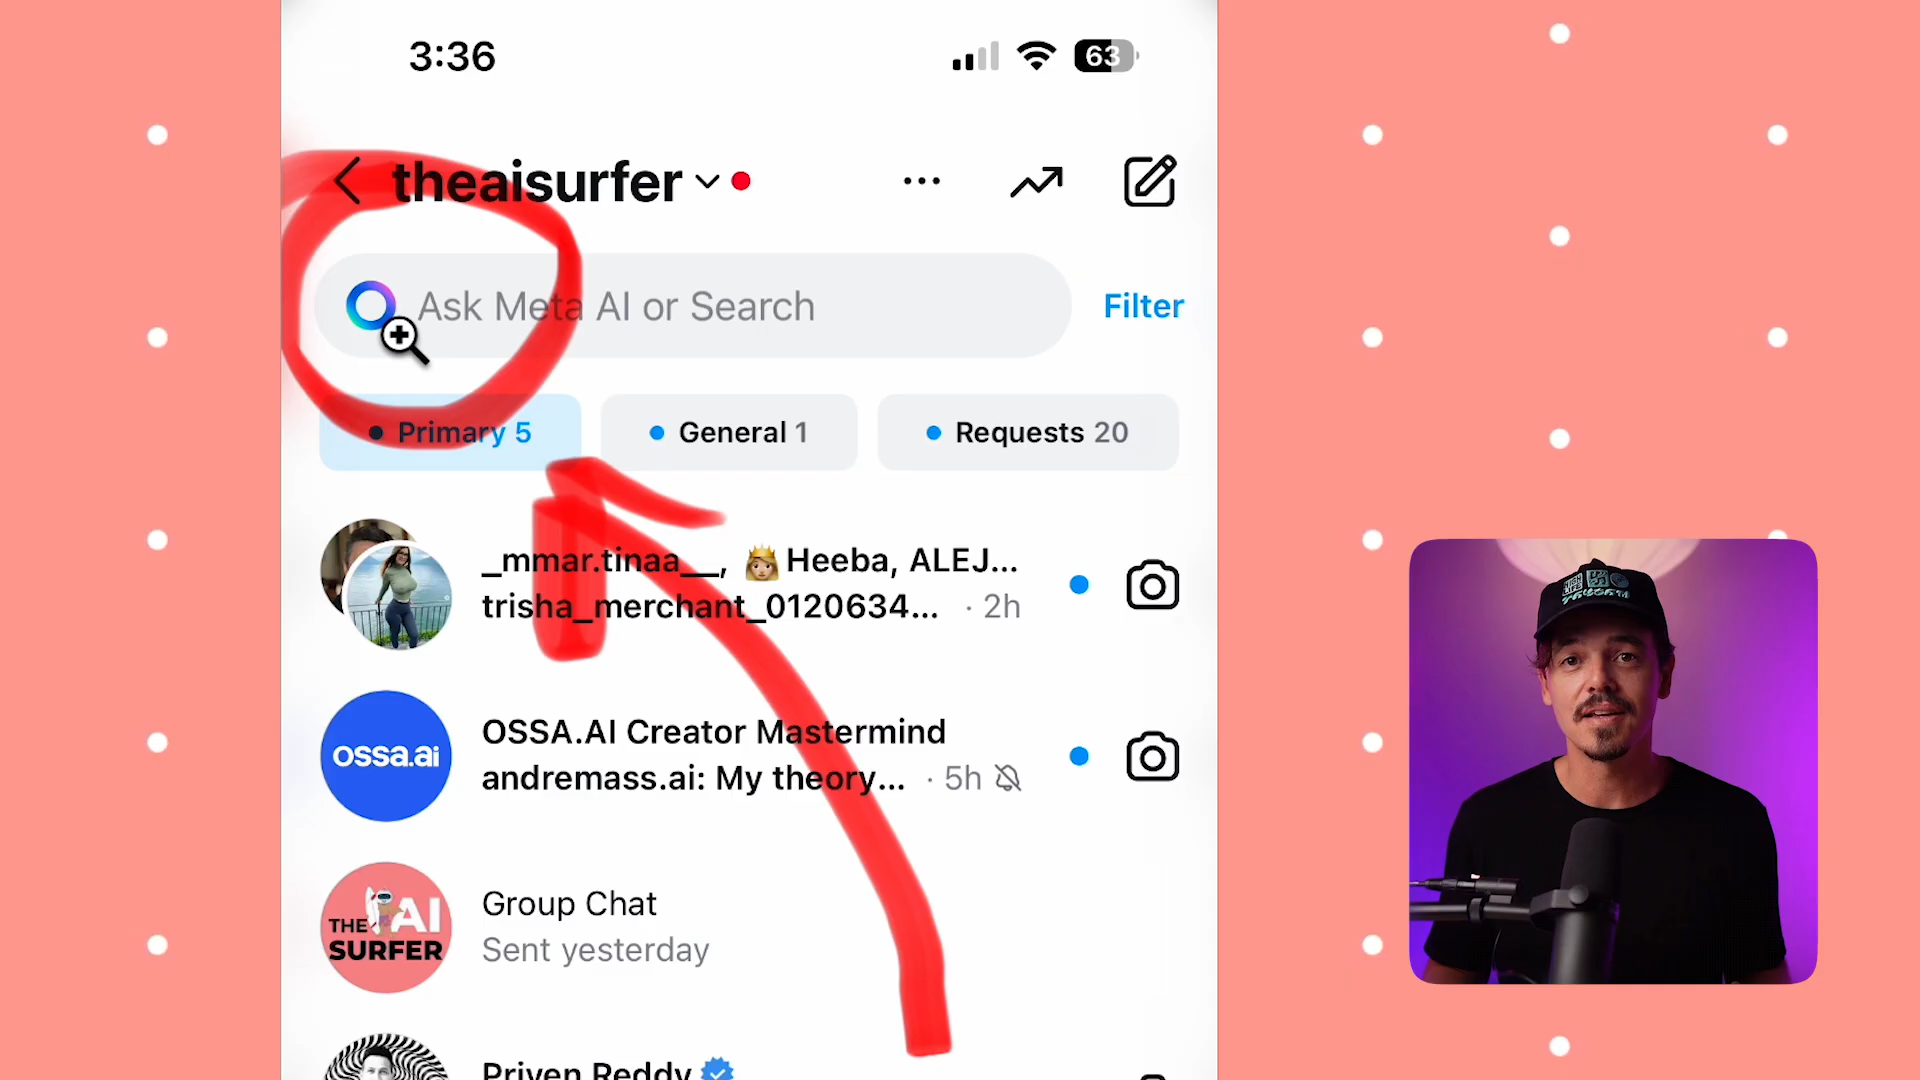 3:36
63
theaisurfer
Ask Meta AI or Search
Filter
Primary 5
General 1
Requests 20
_mmar.tinaa__, 👸Heeba, ALEJ...
trisha_merchant_0120634... · 2h
ossa.ai
OSSA.AI Creator Mastermind
andremass.ai: My theory... · 5h
THE AI
SURFER
Group Chat
Sent yesterday
Priven Reddy